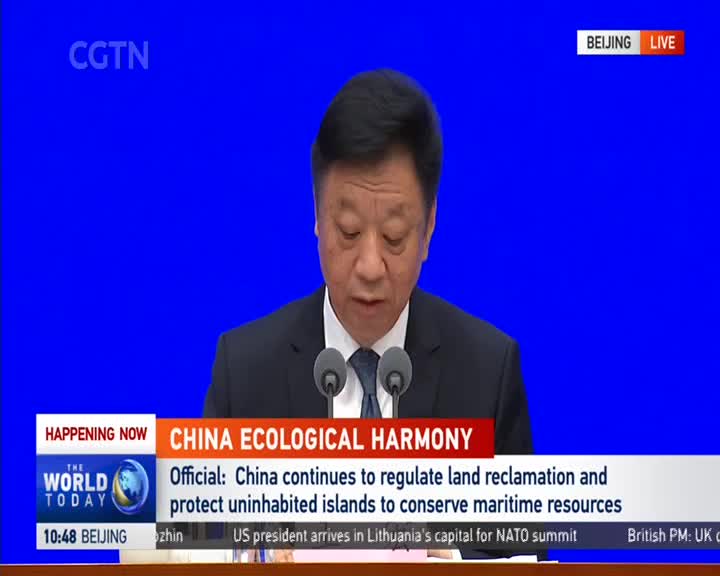 CGTN
BEIJING LIVE
HAPPENING NOW
CHINA ECOLOGICAL HARMONY
THE WORLD TODAY
Official: China continues to regulate land reclamation and
protect uninhabited islands to conserve maritime resources
10:48 BEIJING
ozhin US president arrives in Lithuania's capital for NATO summit British PM: UK